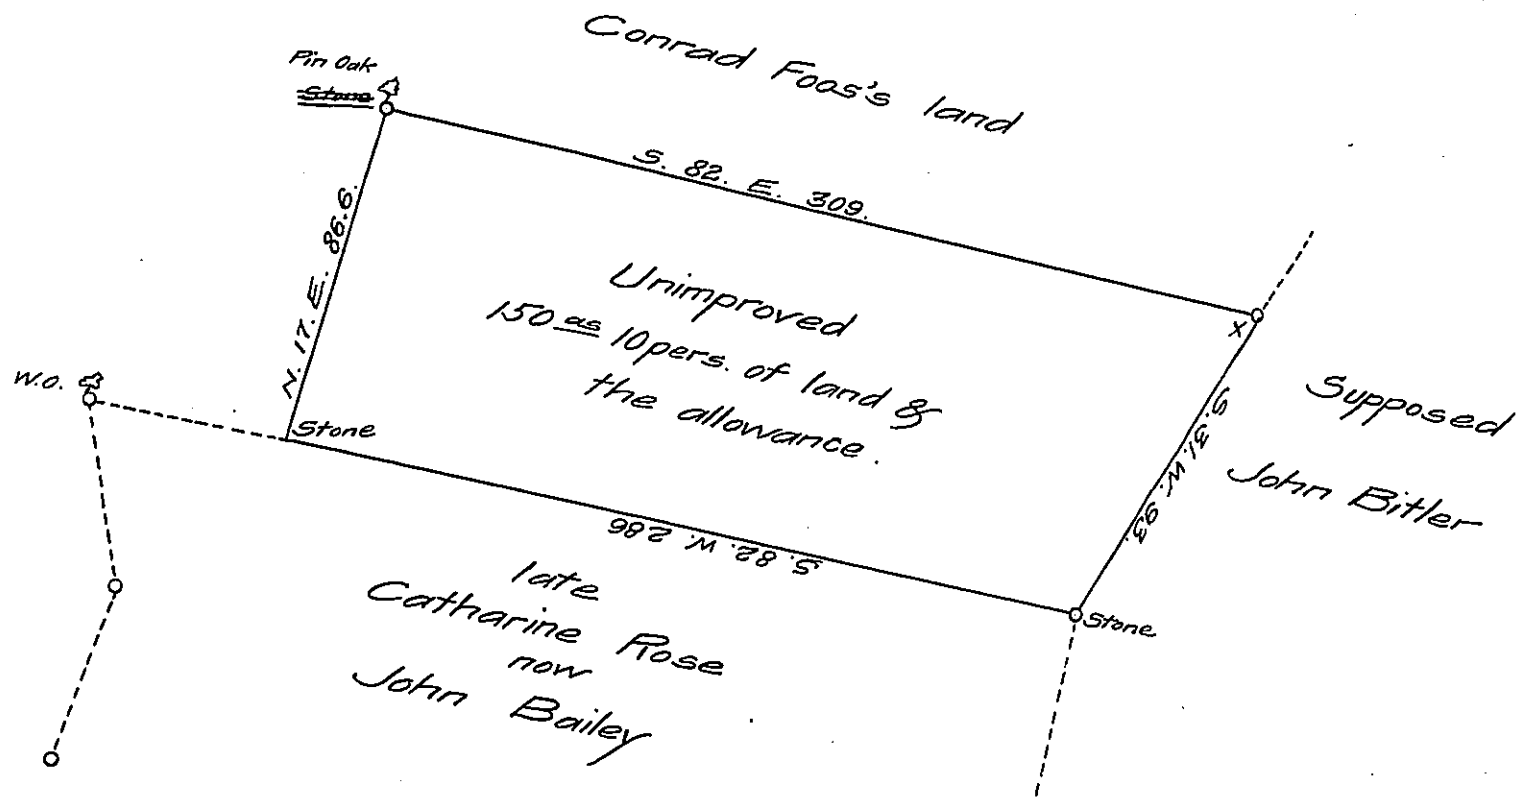 Conrad Foos's land
Pin Oak
Stone
S. 82. E. 309.
N. 17. E. 86.6.
Unimproved
150 as 10 pers. of land &
the allowance.
X
W.O.
Stone
S. 31. W. 93.
Supposed
John Bitler
S. 82. W. 286
Stone
late
Catharine Rose
now
John Bailey